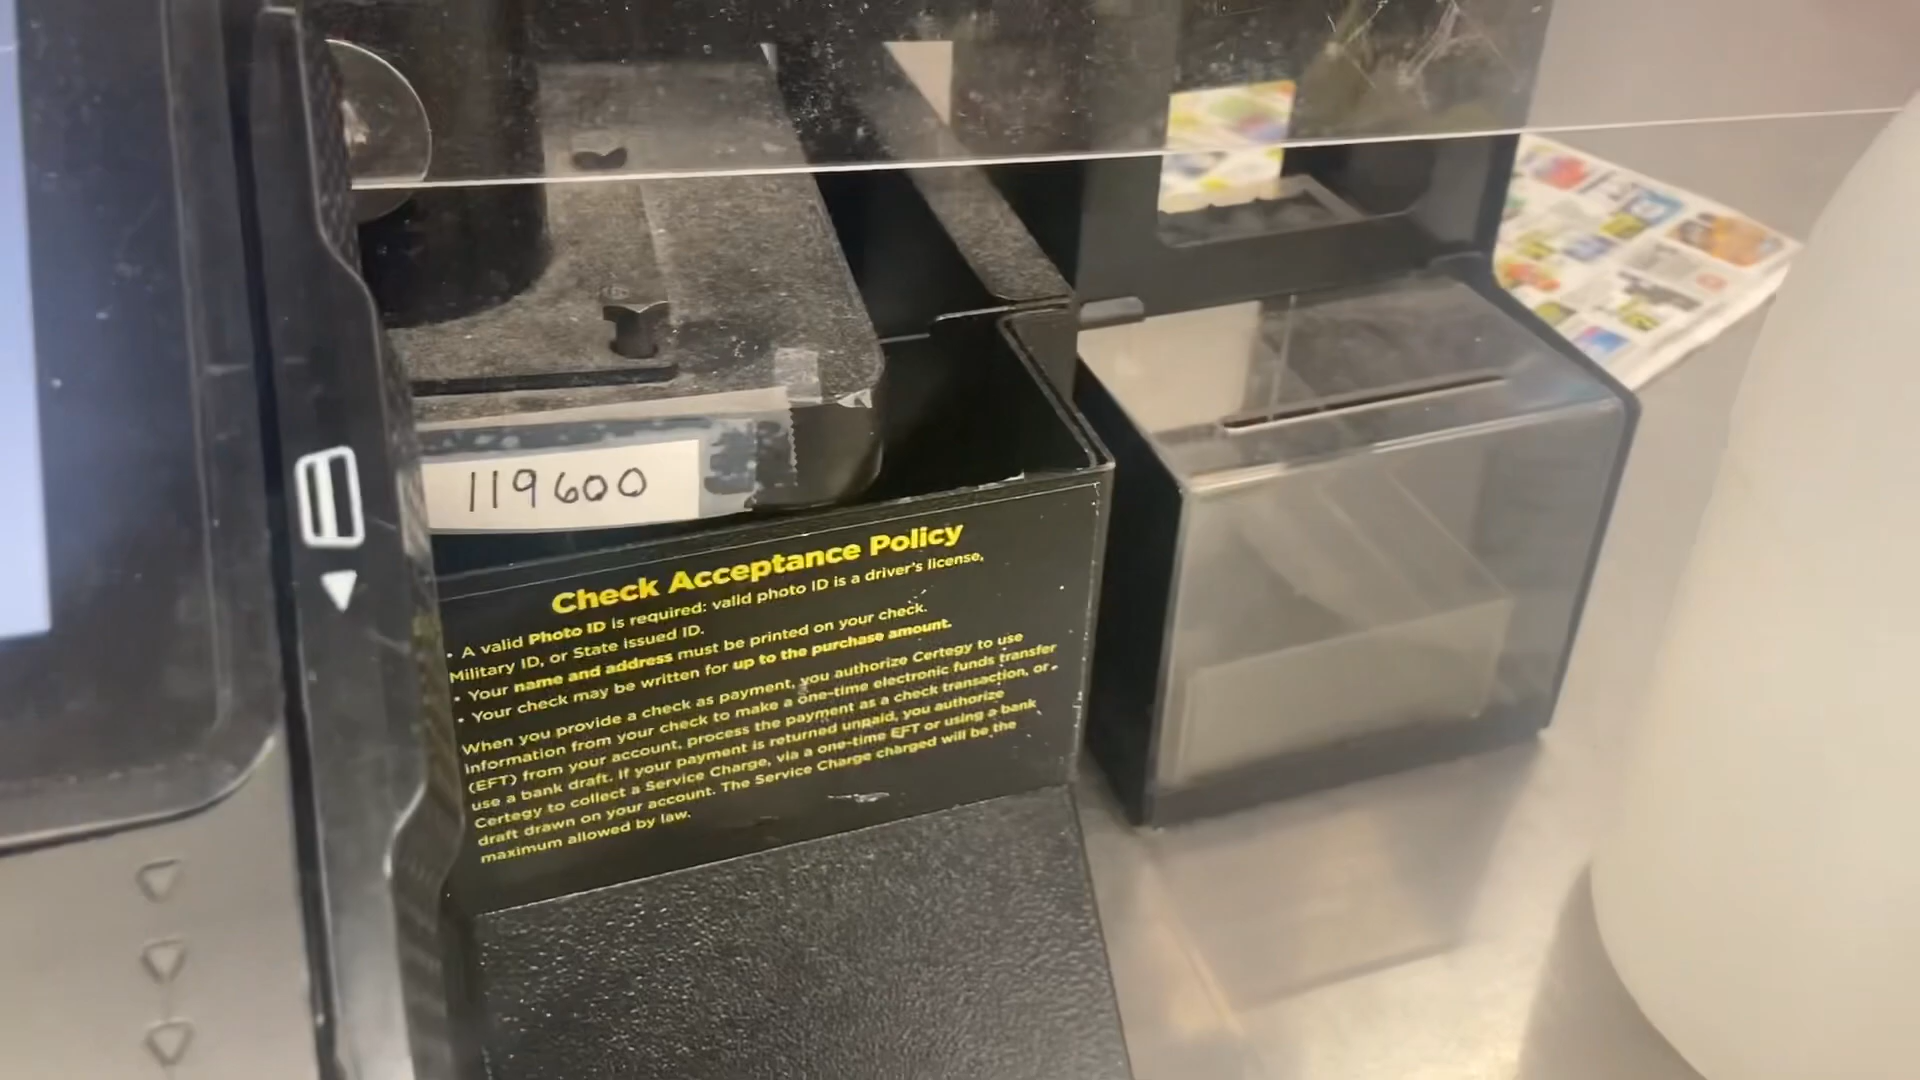 119600
Check Acceptance Policy
• A valid Photo ID is required: valid photo ID is a driver's license,
Military ID, or State issued ID.
• Your name and address must be printed on your check.
• Your check may be written for up to the purchase amount.
When you provide a check as payment, you authorize Certegy to use
information from your check to make a one-time electronic funds transfer
(EFT) from your account, process the payment as a check transaction, or
use a bank draft. If your payment is returned unpaid, you authorize
Certegy to collect a Service Charge, via a one-time EFT or using a bank
draft drawn on your account. The Service Charge charged will be the
maximum allowed by law.